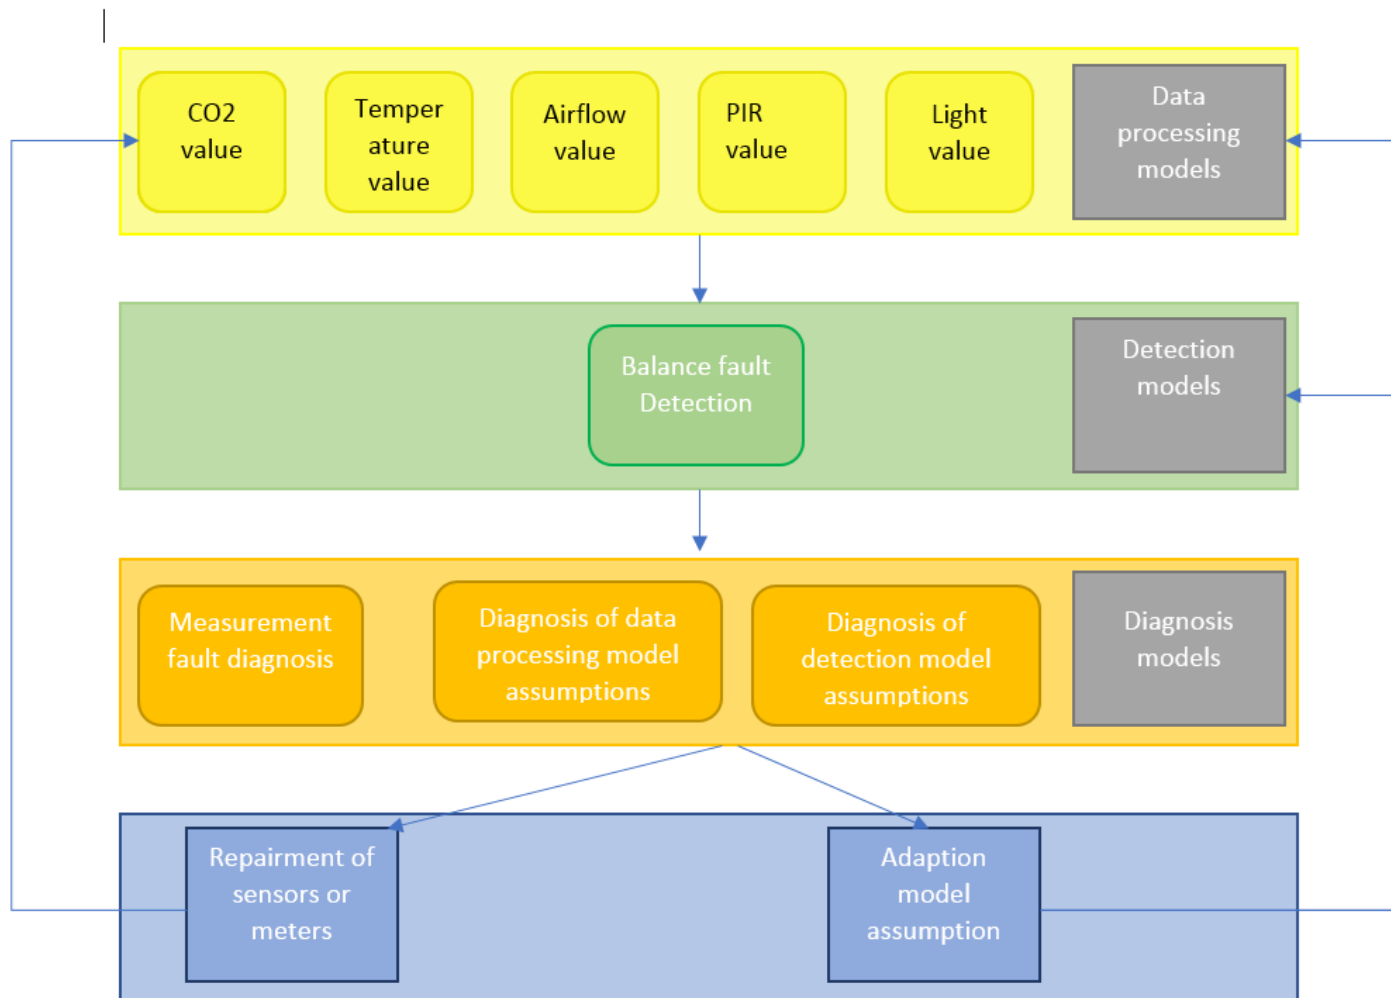 CO2
value
Temper
ature
value
Airflow
value
PIR
value
Light
value
Data
processing
models
Balance fault
Detection
Detection
models
Measurement
fault diagnosis
Diagnosis of data
processing model
assumptions
Diagnosis of
detection model
assumptions
Diagnosis
models
Repairment of
sensors or
meters
Adaption
model
assumption